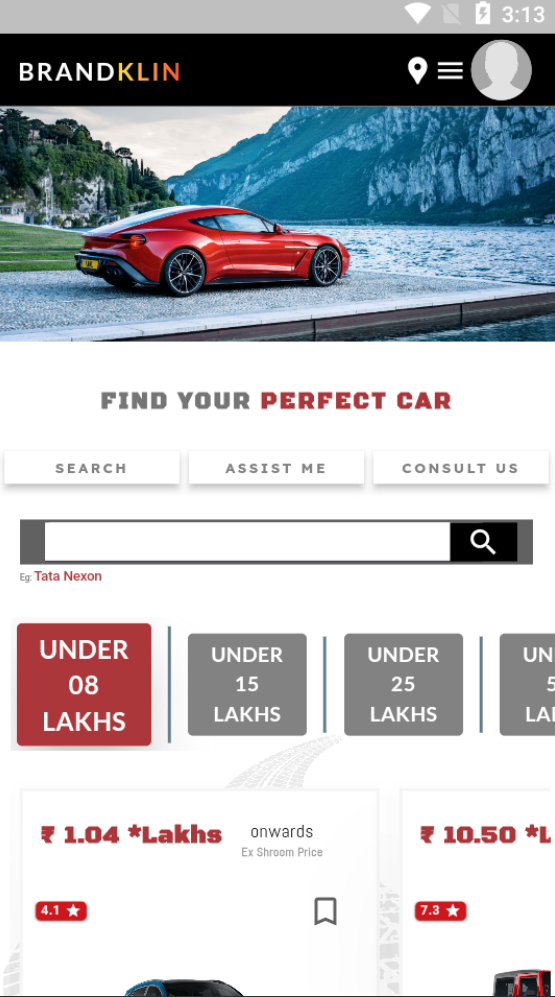 3:13
BRANDKLIN
FIND YOUR PERFECT CAR
SEARCH
ASSIST ME
CONSULT US
Eg: Tata Nexon
UNDER
08
LAKHS
UNDER
15
LAKHS
UNDER
25
LAKHS
UN
5
LA
₹ 1.04 *Lakhs
onwards
Ex Shroom Price
4.1
₹ 10.50 *L
7.3